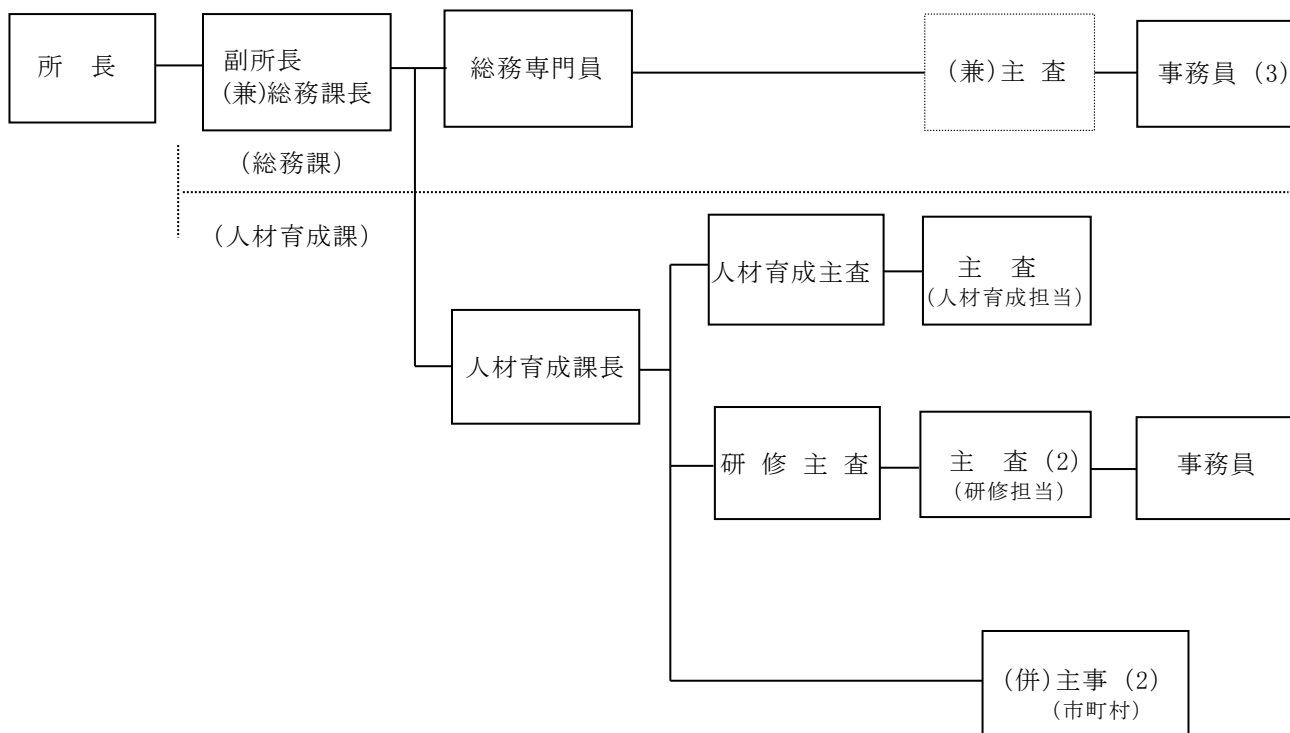 所　長
副所長
(兼)総務課長
総務専門員
(兼)主 査
事務員 (3)
(総務課)
(人材育成課)
人材育成主査
主　査
(人材育成担当)
人材育成課長
研 修 主 査
主　査 (2)
(研修担当)
事務員
(併)主事 (2)
(市町村)